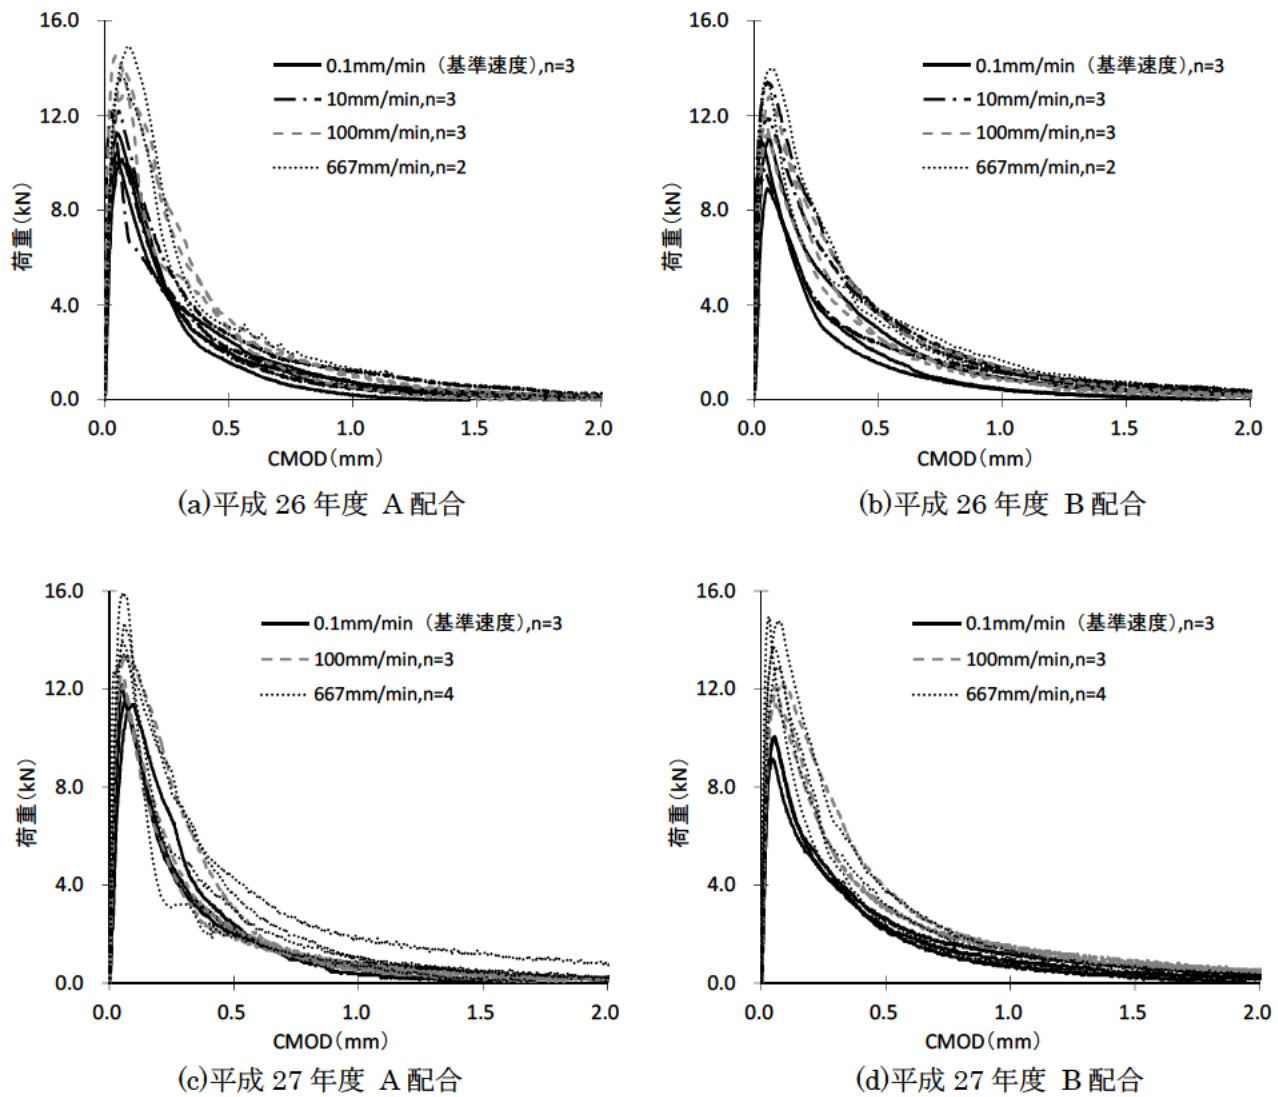 16.0
12.0
8.0
4.0
0.0
荷重(kN)
0.1mm/min (基準速度),n=3
10mm/min,n=3
100mm/min,n=3
667mm/min,n=2
0.0 0.5 1.0 1.5 2.0
CMOD(mm)
(a)平成 26 年度 A 配合
16.0
12.0
8.0
4.0
0.0
荷重(kN)
0.1mm/min (基準速度),n=3
10mm/min,n=3
100mm/min,n=3
667mm/min,n=2
0.0 0.5 1.0 1.5 2.0
CMOD(mm)
(b)平成 26 年度 B 配合
16.0
12.0
8.0
4.0
0.0
荷重(kN)
0.1mm/min (基準速度),n=3
100mm/min,n=3
667mm/min,n=4
0.0 0.5 1.0 1.5 2.0
CMOD(mm)
(c)平成 27 年度 A 配合
16.0
12.0
8.0
4.0
0.0
荷重(kN)
0.1mm/min (基準速度),n=3
100mm/min,n=3
667mm/min,n=4
0.0 0.5 1.0 1.5 2.0
CMOD(mm)
(d)平成 27 年度 B 配合